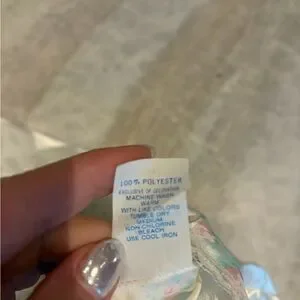 100% POLYESTER
EXCLUSIVE OF DECORATION
MACHINE WASH
WARM
WITH LIKE COLORS
TUMBLE DRY
MEDIUM
NON-CHLORINE
BLEACH
USE COOL IRON